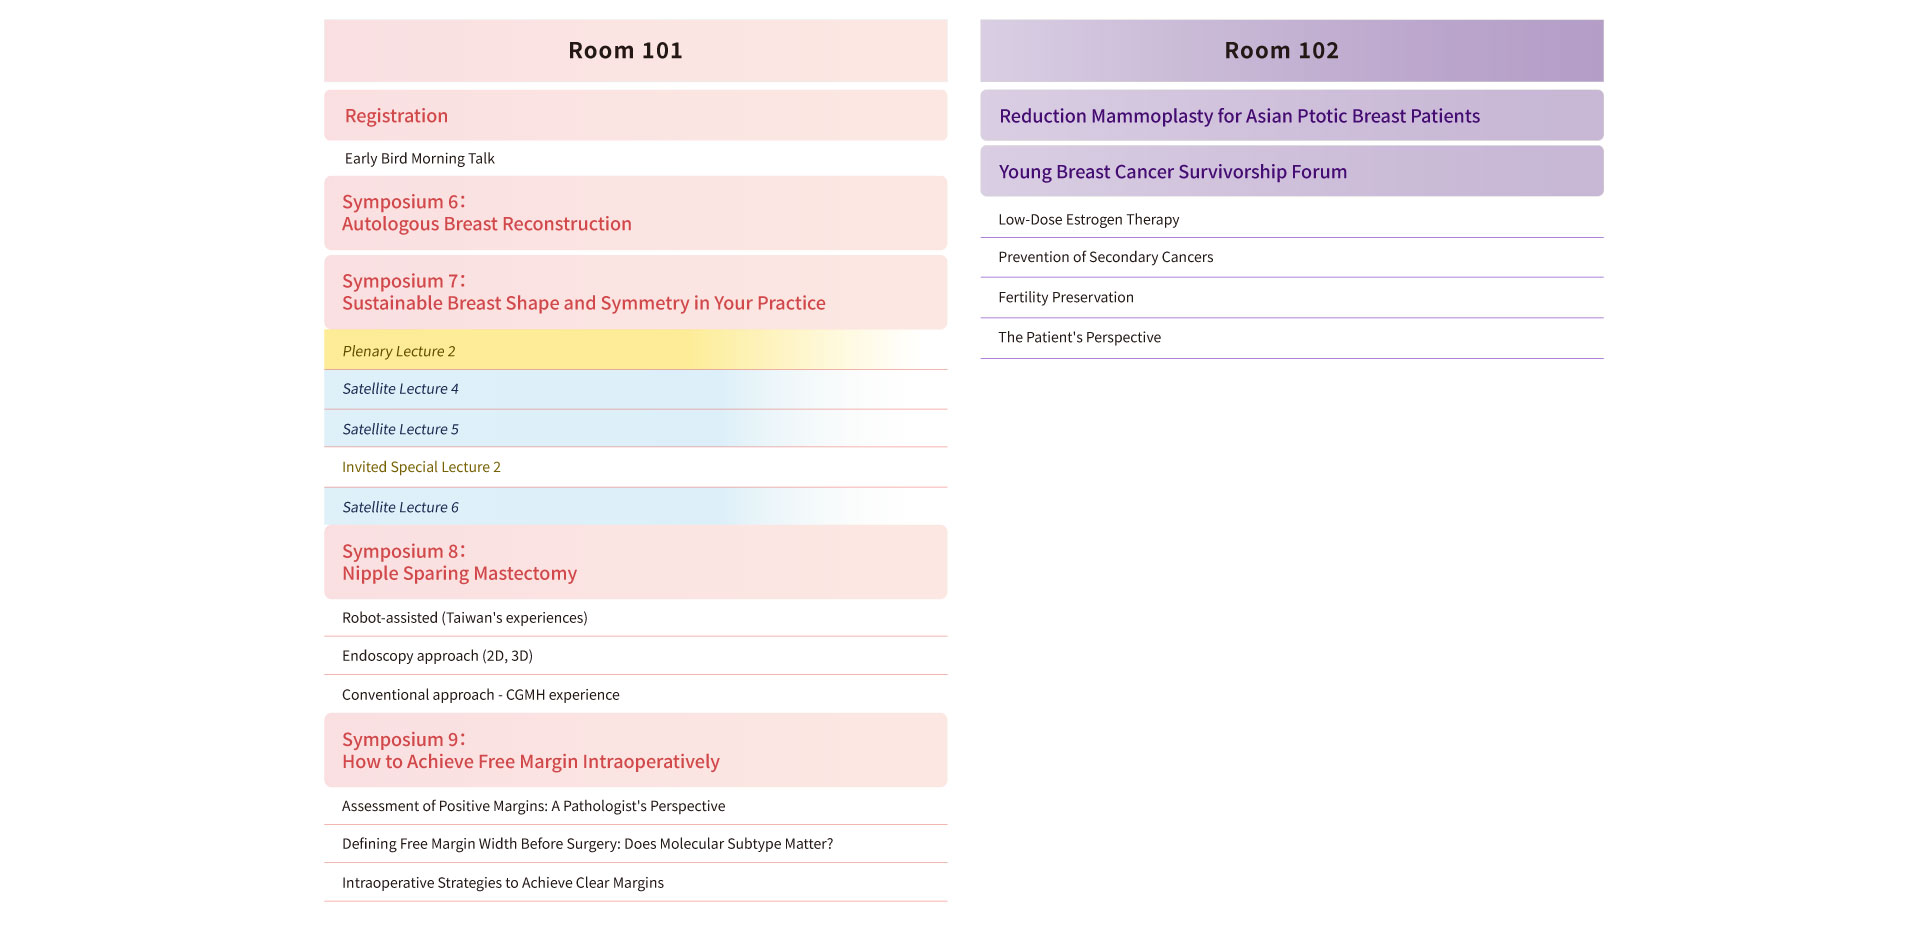 Room 101
Registration
Early Bird Morning Talk
Symposium 6：
Autologous Breast Reconstruction
Symposium 7：
Sustainable Breast Shape and Symmetry in Your Practice
Plenary Lecture 2
Satellite Lecture 4
Satellite Lecture 5
Invited Special Lecture 2
Satellite Lecture 6
Symposium 8：
Nipple Sparing Mastectomy
Robot-assisted (Taiwan's experiences)
Endoscopy approach (2D, 3D)
Conventional approach - CGMH experience
Symposium 9：
How to Achieve Free Margin Intraoperatively
Assessment of Positive Margins: A Pathologist's Perspective
Defining Free Margin Width Before Surgery: Does Molecular Subtype Matter?
Intraoperative Strategies to Achieve Clear Margins
Room 102
Reduction Mammoplasty for Asian Ptotic Breast Patients
Young Breast Cancer Survivorship Forum
Low-Dose Estrogen Therapy
Prevention of Secondary Cancers
Fertility Preservation
The Patient's Perspective